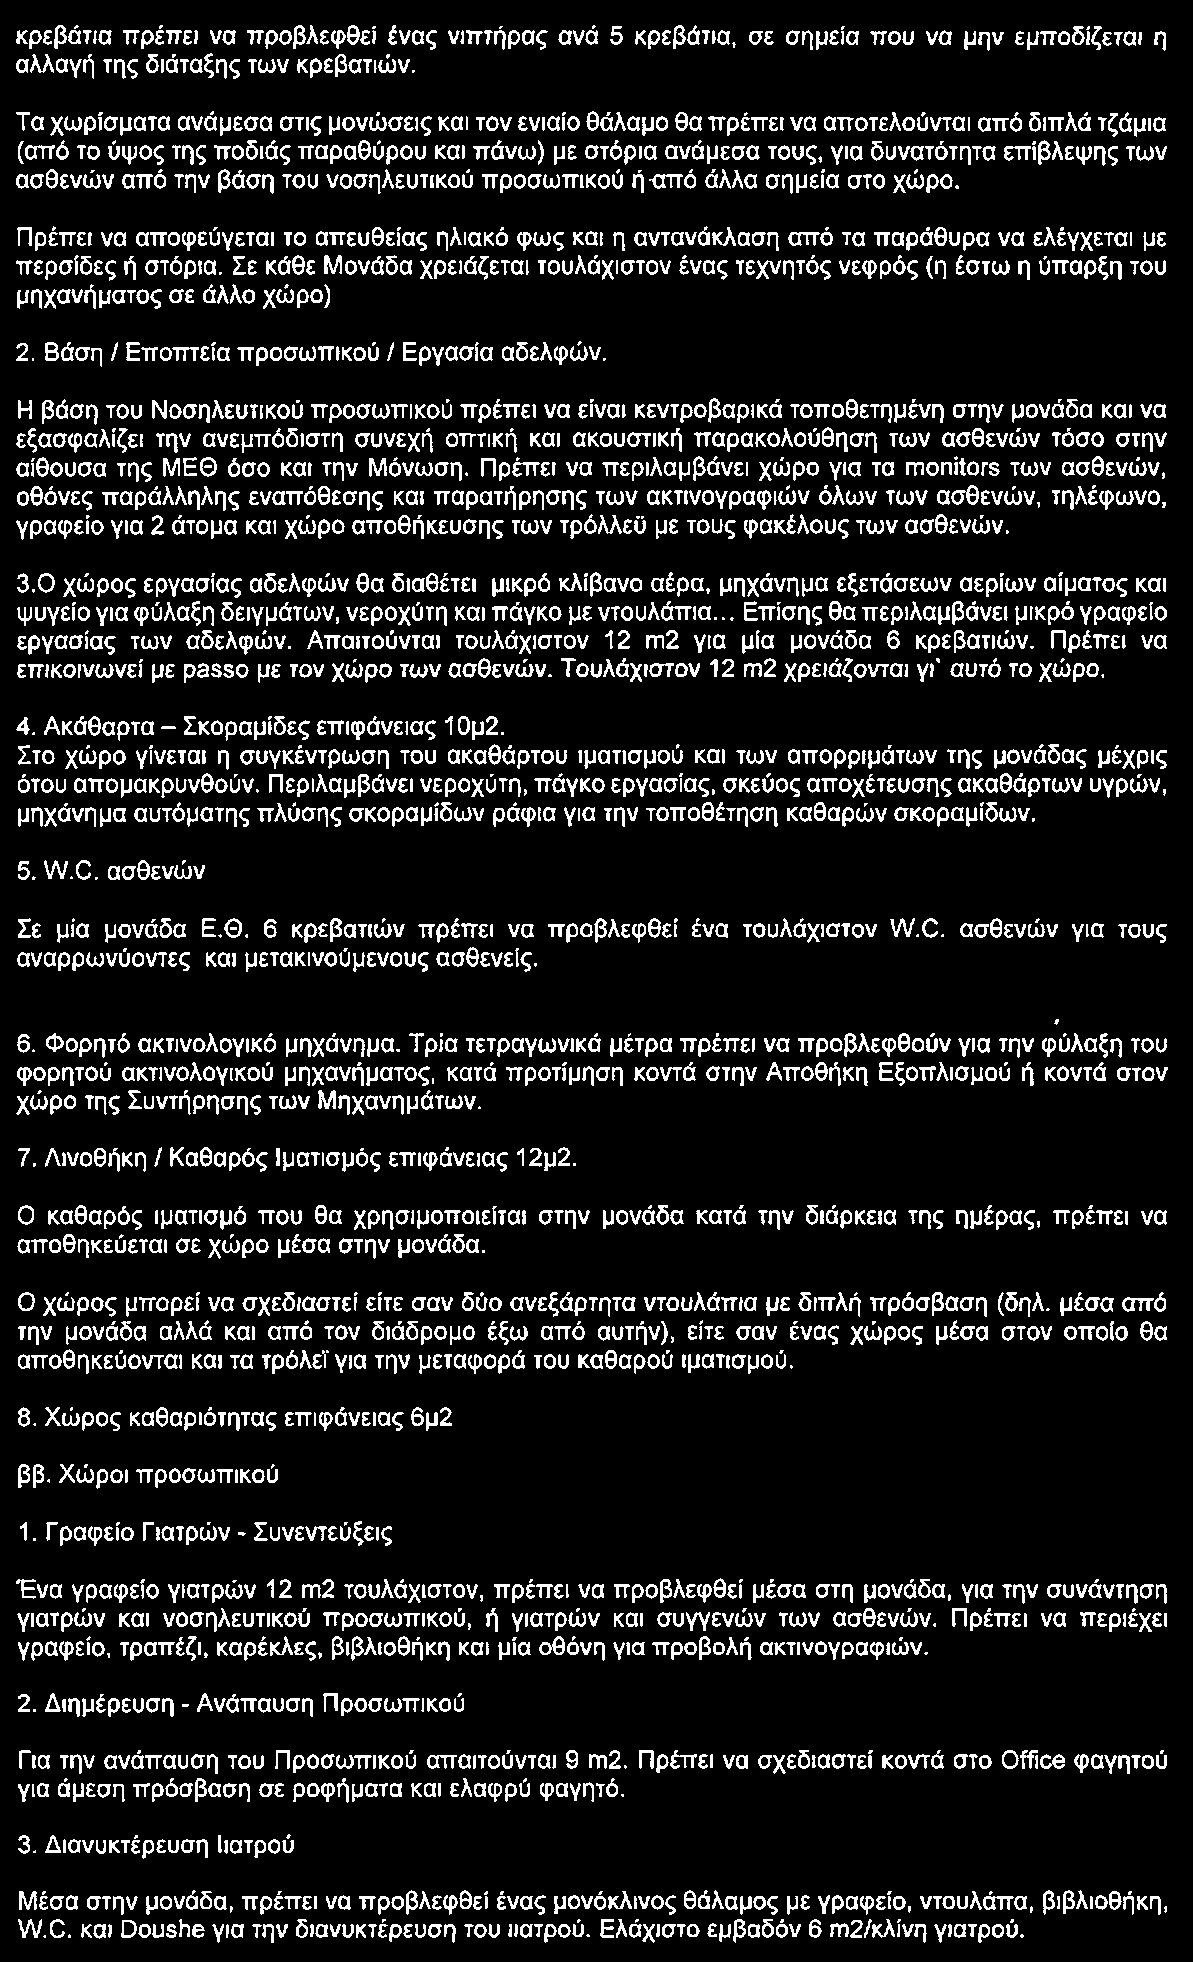 κρεβάτια πρέπει να προβλεφθεί ένας νιπτήρας ανά 5 κρεβάτια, σε σημεία που να μην εμποδίζεται η
αλλαγή της διάταξης των κρεβατιών.
Τα χωρίσματα ανάμεσα στις μονώσεις και τον ενιαίο θάλαμο θα πρέπει να αποτελούνται από διπλά τζάμια
(από το ύψος της ποδιάς παραθύρου και πάνω) με στόρια ανάμεσα τους, για δυνατότητα επίβλεψης των
ασθενών από την βάση του νοσηλευτικού προσωπικού ή από άλλα σημεία στο χώρο.
Πρέπει να αποφεύγεται το απευθείας ηλιακό φως και η αντανάκλαση από τα παράθυρα να ελέγχεται με
περσίδες ή στόρια. Σε κάθε Μονάδα χρειάζεται τουλάχιστον ένας τεχνητός νεφρός (η έστω η ύπαρξη του
μηχανήματος σε άλλο χώρο)
2. Βάση / Εποπτεία προσωπικού / Εργασία αδελφών.
Η βάση του Νοσηλευτικού προσωπικού πρέπει να είναι κεντροβαρικά τοποθετημένη στην μονάδα και να
εξασφαλίζει την ανεμπόδιστη συνεχή οπτική και ακουστική παρακολούθηση των ασθενών τόσο στην
αίθουσα της ΜΕΘ όσο και την Μόνωση. Πρέπει να περιλαμβάνει χώρο για τα monitors των ασθενών,
οθόνες παράλληλης εναπόθεσης και παρατήρησης των ακτινογραφιών όλων των ασθενών, τηλέφωνο,
γραφείο για 2 άτομα και χώρο αποθήκευσης των τρόλλεϋ με τους φακέλους των ασθενών.
3.Ο χώρος εργασίας αδελφών θα διαθέτει μικρό κλίβανο αέρα, μηχάνημα εξετάσεων αερίων αίματος και
ψυγείο για φύλαξη δειγμάτων, νεροχύτη και πάγκο με ντουλάπια... Επίσης θα περιλαμβάνει μικρό γραφείο
εργασίας των αδελφών. Απαιτούνται τουλάχιστον 12 m2 για μία μονάδα 6 κρεβατιών. Πρέπει να
επικοινωνεί με passo με τον χώρο των ασθενών. Τουλάχιστον 12 m2 χρειάζονται γι' αυτό το χώρο.
4. Ακάθαρτα – Σκοραμίδες επιφάνειας 10μ2.
Στο χώρο γίνεται η συγκέντρωση του ακαθάρτου ιματισμού και των απορριμάτων της μονάδας μέχρις
ότου απομακρυνθούν. Περιλαμβάνει νεροχύτη, πάγκο εργασίας, σκεύος αποχέτευσης ακαθάρτων υγρών,
μηχάνημα αυτόματης πλύσης σκοραμίδων ράφια για την τοποθέτηση καθαρών σκοραμίδων.
5. W.C. ασθενών
Σε μία μονάδα Ε.Θ. 6 κρεβατιών πρέπει να προβλεφθεί ένα τουλάχιστον W.C. ασθενών για τους
αναρρωνύοντες και μετακινούμενους ασθενείς.
6. Φορητό ακτινολογικό μηχάνημα. Τρία τετραγωνικά μέτρα πρέπει να προβλεφθούν για την φύλαξη του
φορητού ακτινολογικού μηχανήματος, κατά προτίμηση κοντά στην Αποθήκη Εξοπλισμού ή κοντά στον
χώρο της Συντήρησης των Μηχανημάτων.
7. Λινοθήκη / Καθαρός Ιματισμός επιφάνειας 12μ2.
Ο καθαρός ιματισμό που θα χρησιμοποιείται στην μονάδα κατά την διάρκεια της ημέρας, πρέπει να
αποθηκεύεται σε χώρο μέσα στην μονάδα.
Ο χώρος μπορεί να σχεδιαστεί είτε σαν δύο ανεξάρτητα ντουλάπια με διπλή πρόσβαση (δηλ. μέσα από
την μονάδα αλλά και από τον διάδρομο έξω από αυτήν), είτε σαν ένας χώρος μέσα στον οποίο θα
αποθηκεύονται και τα τρόλεϊ για την μεταφορά του καθαρού ιματισμού.
8. Χώρος καθαριότητας επιφάνειας 6μ2
ββ. Χώροι προσωπικού
1. Γραφείο Γιατρών - Συνεντεύξεις
Ένα γραφείο γιατρών 12 m2 τουλάχιστον, πρέπει να προβλεφθεί μέσα στη μονάδα, για την συνάντηση
γιατρών και νοσηλευτικού προσωπικού, ή γιατρών και συγγενών των ασθενών. Πρέπει να περιέχει
γραφείο, τραπέζι, καρέκλες, βιβλιοθήκη και μία οθόνη για προβολή ακτινογραφιών.
2. Διημέρευση - Ανάπαυση Προσωπικού
Για την ανάπαυση του Προσωπικού απαιτούνται 9 m2. Πρέπει να σχεδιαστεί κοντά στο Office φαγητού
για άμεση πρόσβαση σε ροφήματα και ελαφρύ φαγητό.
3. Διανυκτέρευση Ιιατρού
Μέσα στην μονάδα, πρέπει να προβλεφθεί ένας μονόκλινος θάλαμος με γραφείο, ντουλάπα, βιβλιοθήκη,
W.C. και Doushe για την διανυκτέρευση του ιιατρού. Ελάχιστο εμβαδόν 6 m2/κλίνη γιατρού.